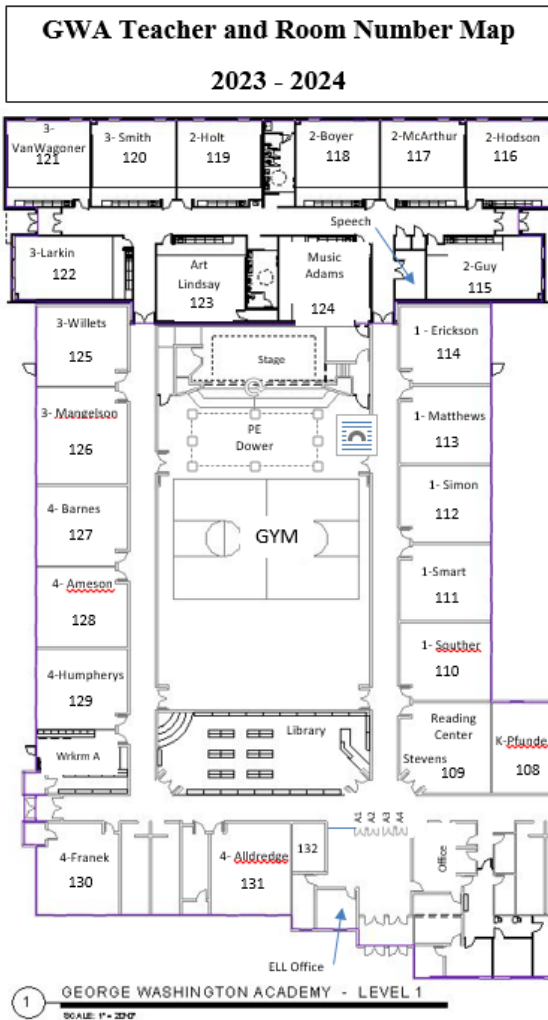 GWA Teacher and Room Number Map
2023 - 2024
3-
VanWagoner
121
3- Smith
120
2-Holt
119
2-Boyer
118
2-McArthur
117
2-Hodson
116
Speech
3-Larkin
122
Art
Lindsay
123
Music
Adams
124
2-Guy
115
3-Willets
125
Stage
1 - Erickson
114
3- Mangelson
126
PE
Dower
1- Matthews
113
4- Barnes
127
GYM
1- Simon
112
4- Ameson
128
1-Smart
111
4-Humpherys
129
1- Souther
110
Wrkrm A
Library
Reading
Center
Stevens
109
K-Pfunde
108
4-Franek
130
4- Alldredge
131
132
A1
A2
A3
A4
Office
ELL Office
1
GEORGE WASHINGTON ACADEMY - LEVEL 1